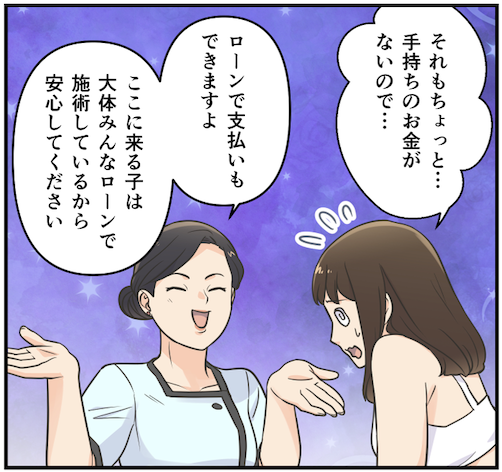 それもちょっと…
手持ちのお金が
ないので…
ローンで支払いも
できますよ
ここに来る子は
大体みんなローンで
施術しているから
安心してください